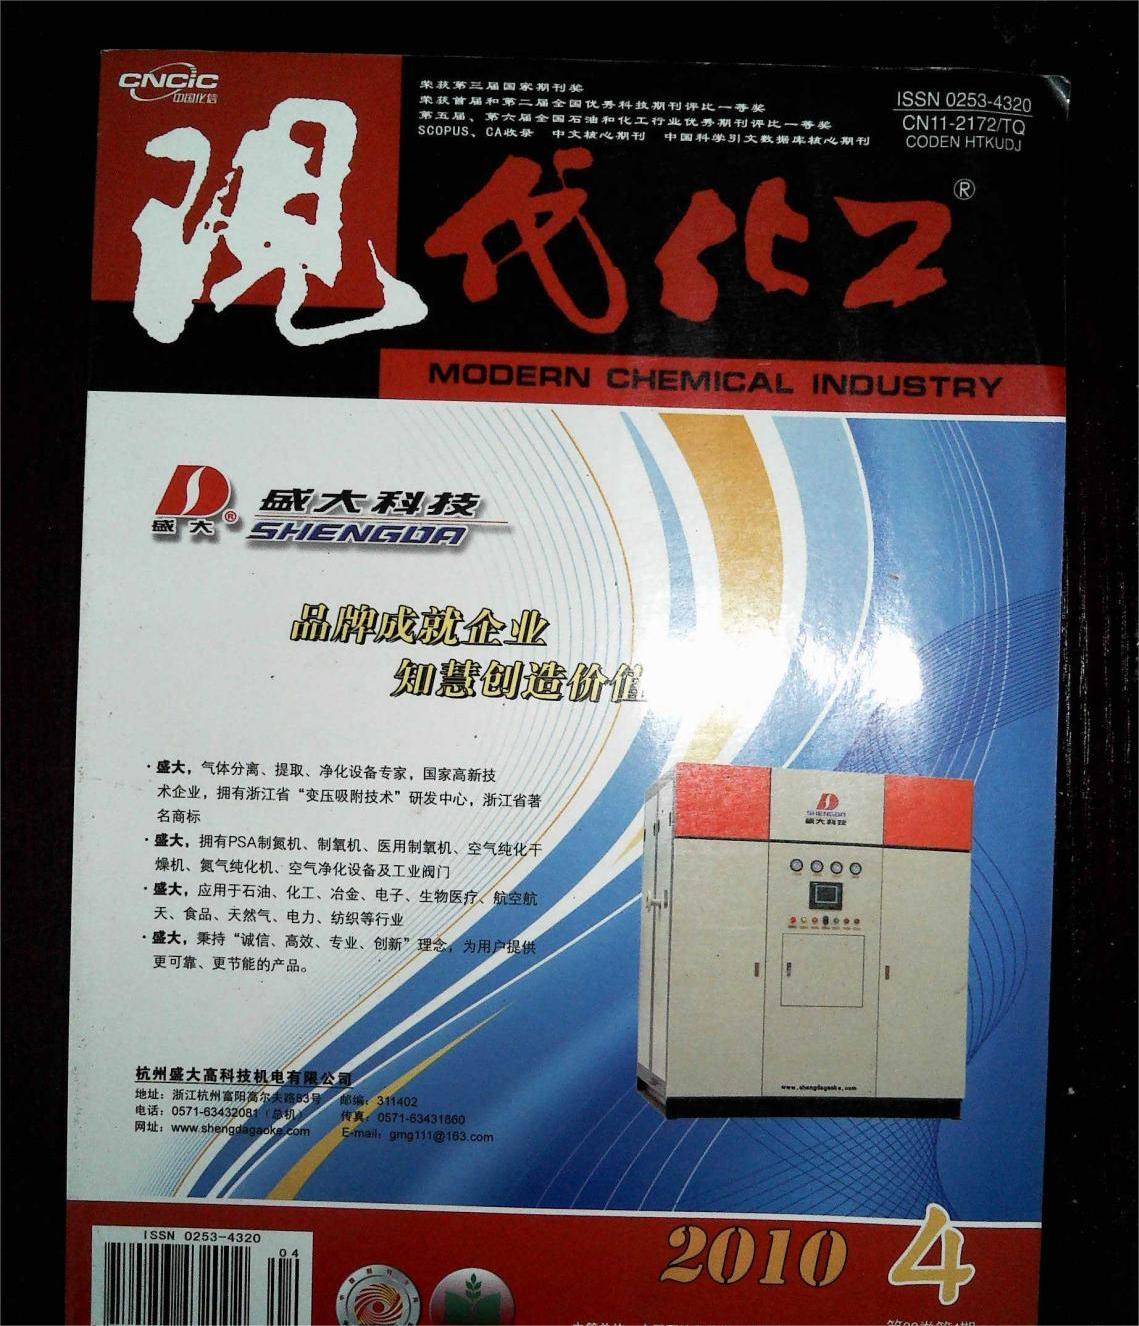 CNCIC
中国化信
荣获第三届国家期刊奖
荣获首届和第二届全国优秀科技期刊评比一等奖
第五届、第六届全国石油和化工行业优秀期刊评比一等奖
SCOPUS、CA收录 中文核心期刊 中国科学引文数据库核心期刊
ISSN 0253-4320
CN11-2172/TQ
CODEN HTKUDJ
现代化工®
MODERN CHEMICAL INDUSTRY
盛大®
盛大科技
SHENGDA
品牌成就企业
知慧创造价值
·盛大，气体分离、提取、净化设备专家，国家高新技
术企业，拥有浙江省“变压吸附技术”研发中心，浙江省著
名商标
·盛大，拥有PSA制氮机、制氧机、医用制氧机、空气纯化干
燥机、氮气纯化机、空气净化设备及工业阀门
·盛大，应用于石油、化工、冶金、电子、生物医疗、航空航
天、食品、天然气、电力、纺织等行业
·盛大，秉持“诚信、高效、专业、创新”理念，为用户提供
更可靠、更节能的产品。
SHENGDA
盛大科技
www.shengdagaoke.com
杭州盛大高科技机电有限公司
地址：浙江杭州富阳高尔夫路83号 邮编：311402
电话：0571-63432081（总机） 传真：0571-63431860
网址：www.shengdagaoke.com E-mail：gmg111@163.com
ISSN 0253-4320
04
2010 4